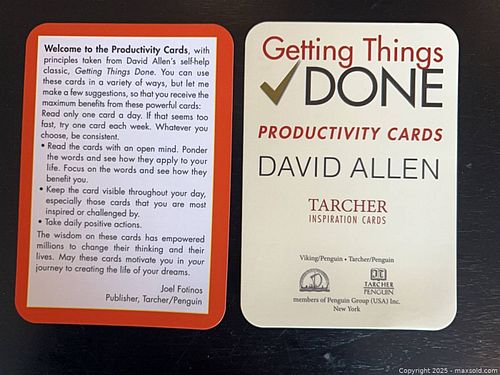 Welcome to the Productivity Cards, with
principles taken from David Allen's self-help
classic, Getting Things Done. You can use
these cards in a variety of ways, but let me
make a few suggestions, so that you receive the
maximum benefits from these powerful cards:
Read only one card a day. If that seems too
fast, try one card each week. Whatever you
choose, be consistent.
• Read the cards with an open mind. Ponder
the words and see how they apply to your
life. Focus on the words and see how they
benefit you.
• Keep the card visible throughout your day,
especially those cards that you are most
inspired or challenged by.
• Take daily positive actions.
The wisdom on these cards has empowered
millions to change their thinking and their
lives. May these cards motivate you in your
journey to creating the life of your dreams.
Joel Fotinos
Publisher, Tarcher/Penguin
Getting Things
DONE
PRODUCTIVITY CARDS
DAVID ALLEN
TARCHER
INSPIRATION CARDS
Viking/Penguin • Tarcher/Penguin
TARCHER
PENGUIN
members of Penguin Group (USA) Inc.
New York
Copyright 2025 - maxsold.com